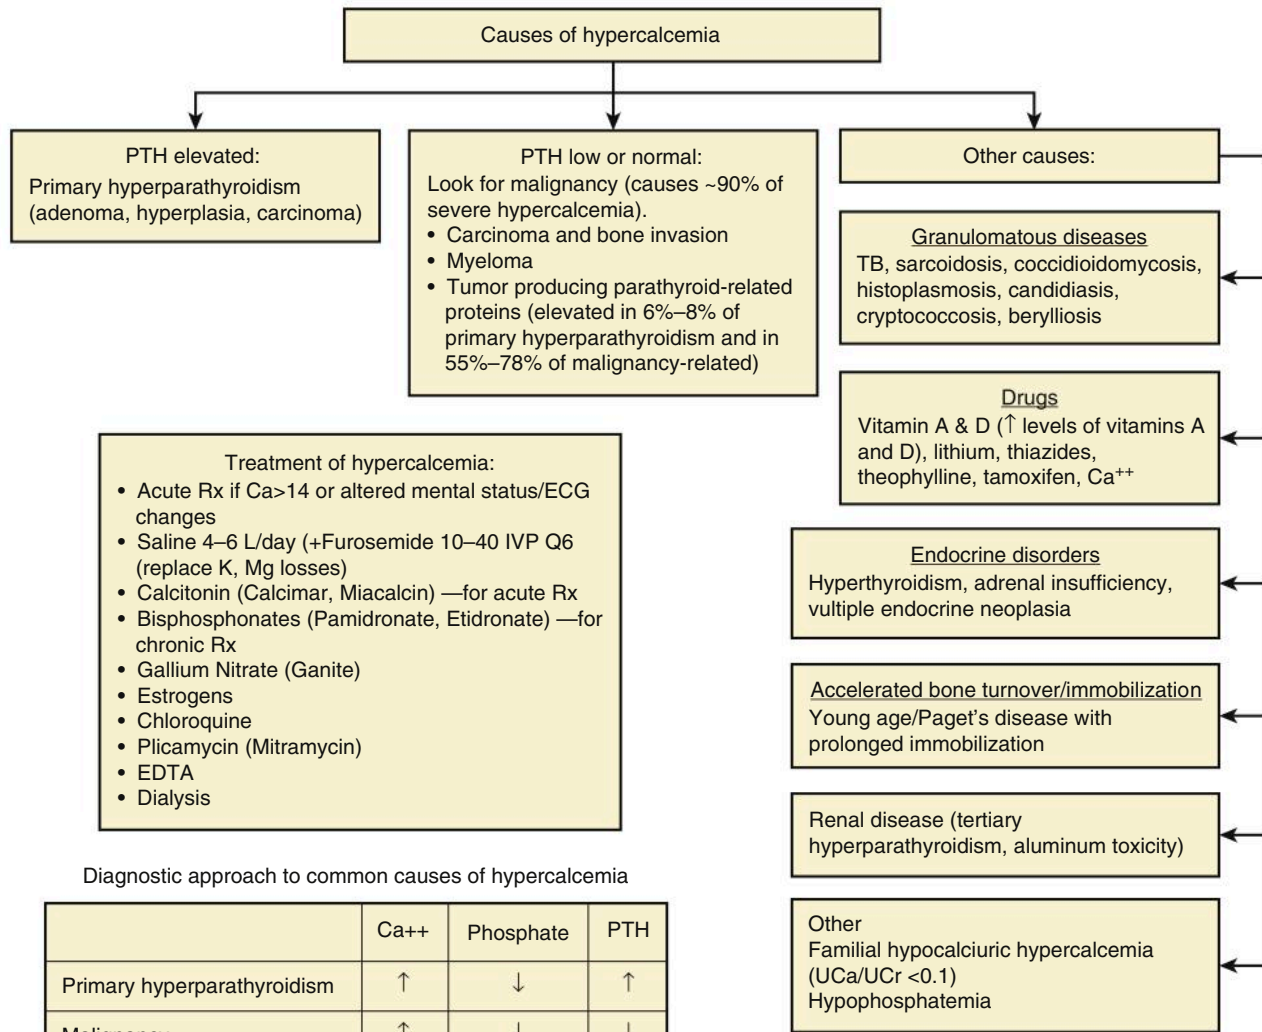 Causes of hypercalcemia
PTH elevated:
Primary hyperparathyroidism
(adenoma, hyperplasia, carcinoma)
PTH low or normal:
Look for malignancy (causes ~90% of
severe hypercalcemia).
• Carcinoma and bone invasion
• Myeloma
• Tumor producing parathyroid-related
proteins (elevated in 6%–8% of
primary hyperparathyroidism and in
55%–78% of malignancy-related)
Other causes:
Granulomatous diseases
TB, sarcoidosis, coccidioidomycosis,
histoplasmosis, candidiasis,
cryptococcosis, berylliosis
Drugs
Vitamin A & D (↑ levels of vitamins A
and D), lithium, thiazides,
theophylline, tamoxifen, Ca++
Endocrine disorders
Hyperthyroidism, adrenal insufficiency,
vultiple endocrine neoplasia
Accelerated bone turnover/immobilization
Young age/Paget's disease with
prolonged immobilization
Renal disease (tertiary
hyperparathyroidism, aluminum toxicity)
Other
Familial hypocalciuric hypercalcemia
(UCa/UCr <0.1)
Hypophosphatemia
Treatment of hypercalcemia:
• Acute Rx if Ca>14 or altered mental status/ECG
changes
• Saline 4–6 L/day (+Furosemide 10–40 IVP Q6
(replace K, Mg losses)
• Calcitonin (Calcimar, Miacalcin) —for acute Rx
• Bisphosphonates (Pamidronate, Etidronate) —for
chronic Rx
• Gallium Nitrate (Ganite)
• Estrogens
• Chloroquine
• Plicamycin (Mitramycin)
• EDTA
• Dialysis
Diagnostic approach to common causes of hypercalcemia
Ca++ Phosphate PTH
Primary hyperparathyroidism ↑ ↓ ↑
Malignancy ↑ ↓ ↓